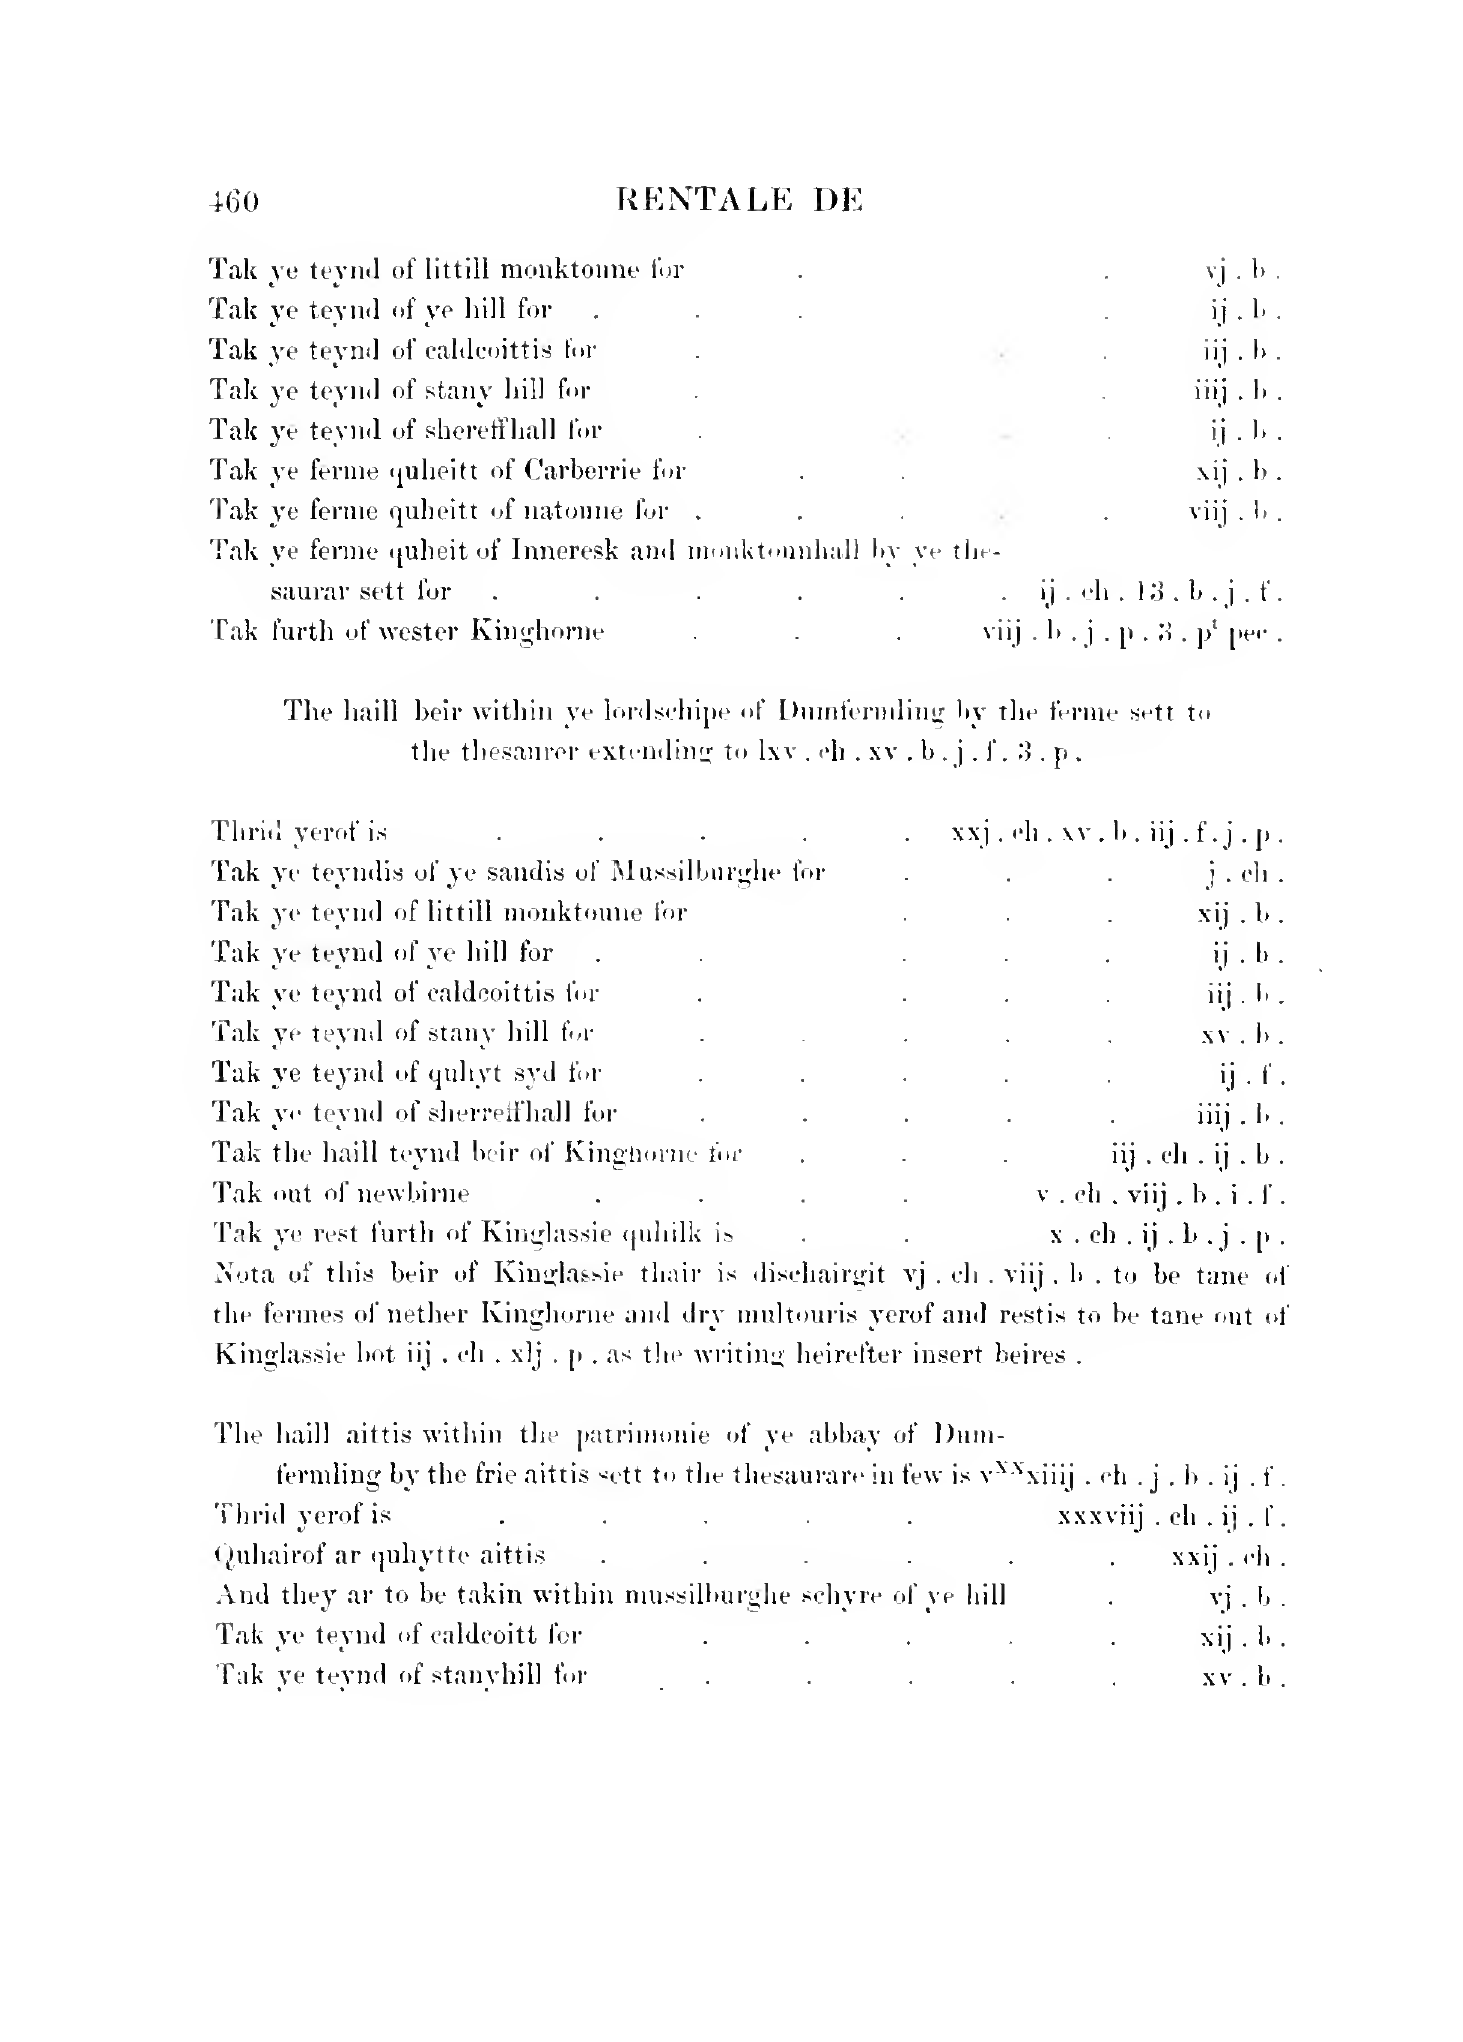 460 RENTALE DE
Tak ye teynd of littill monktoune for . . vj . b .
Tak ye teynd of ye hill for . . . . ij . b .
Tak ye teynd of caldcoittis for . . iij . b .
Tak ye teynd of stany hill for . . iiij . b .
Tak ye teynd ofshereffhall for . . ij . b .
Tak ye ferme quheitt of Carberrie for . . xij . b .
Tak ye ferme quheitt of natoune for . . . . viij . b .
Tak ye ferme quheit of Inneresk and monktounhall by ye the-
saurar sett for . . . . . . ij . ch . 13 . b . j . f .
Tak furth of wester Kinghorne . . . viij . b . j . p . 3 . pt per .
The haill beir within ye lordschipe of Dumfermling by the ferme sett to
the thesaurer extending to lxv . ch . xv . b . j . f . 3 . p .
Thrid yerof is . . . . . xxj . ch . xv . b . iij . f . j . p .
Tak ye teyndis of ye sandis of Mussilburghe for . . . j . ch .
Tak ye teynd of littill monktoune for . . . xij . b .
Tak ye teynd of ye hill for . . . . . ij . b .
Tak ye teynd of caldcoittis for . . . . iij . b .
Tak ye teynd of stany hill for . . . . . xv . b .
Tak ye teynd of quhyt syd for . . . . . ij . f .
Tak ye teynd of sherreffhall for . . . . . iiij . b .
Tak the haill teynd beir of Kinghorne for . . . iij . ch . ij . b .
Tak out of newbirne . . . . v . ch . viij . b . i . f .
Tak ye rest furth of Kinglassie quhilk is . . x . ch . ij . b . j . p .
Nota of this beir of Kinglassie thair is dischairgit vj . ch . viij . b . to be tane of
the fermes of nether Kinghorne and dry multouris yerof and restis to be tane out of
Kinglassie bot iij . ch . xlj . p . as the writing heirefter insert beires .
The haill aittis within the patrimonie of ye abbay of Dum-
fermling by the frie aittis sett to the thesaurare in few is vXXxiiij . ch . j . b . ij . f .
Thrid yerof is . . . . . xxxviij . ch . ij . f .
Quhairof ar quhytte aittis . . . . . . xxij . ch .
And they ar to be takin within mussilburghe schyre of ye hill . vj . b .
Tak ye teynd of caldcoitt for . . . . . xij . b .
Tak ye teynd of stanyhill for . . . . . . xv . b .